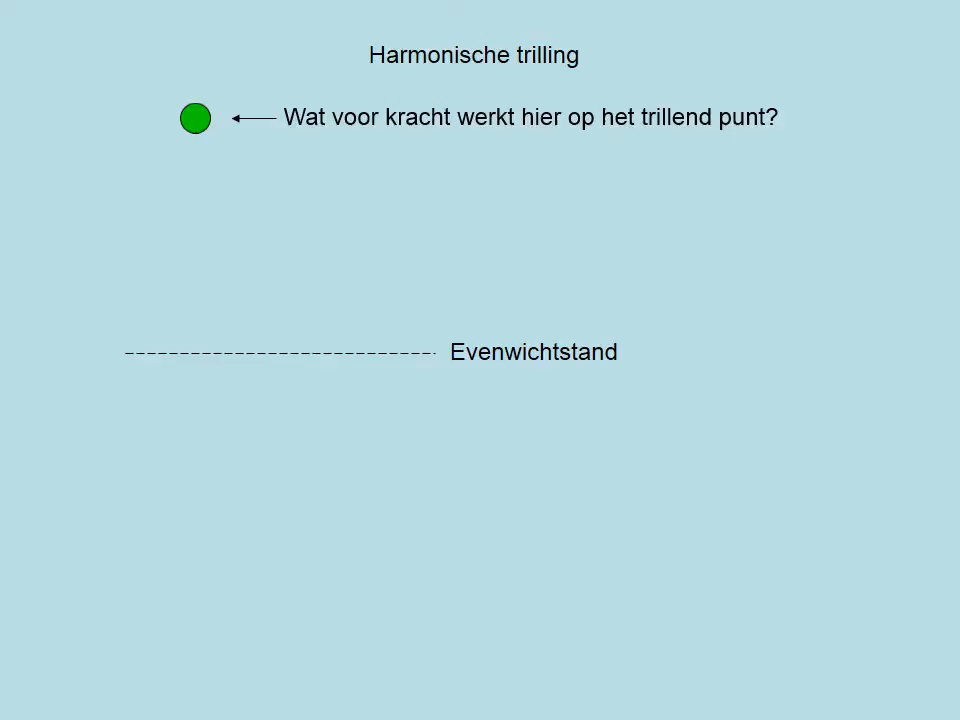 Harmonische trilling
Wat voor kracht werkt hier op het trillend punt?
Evenwichtstand